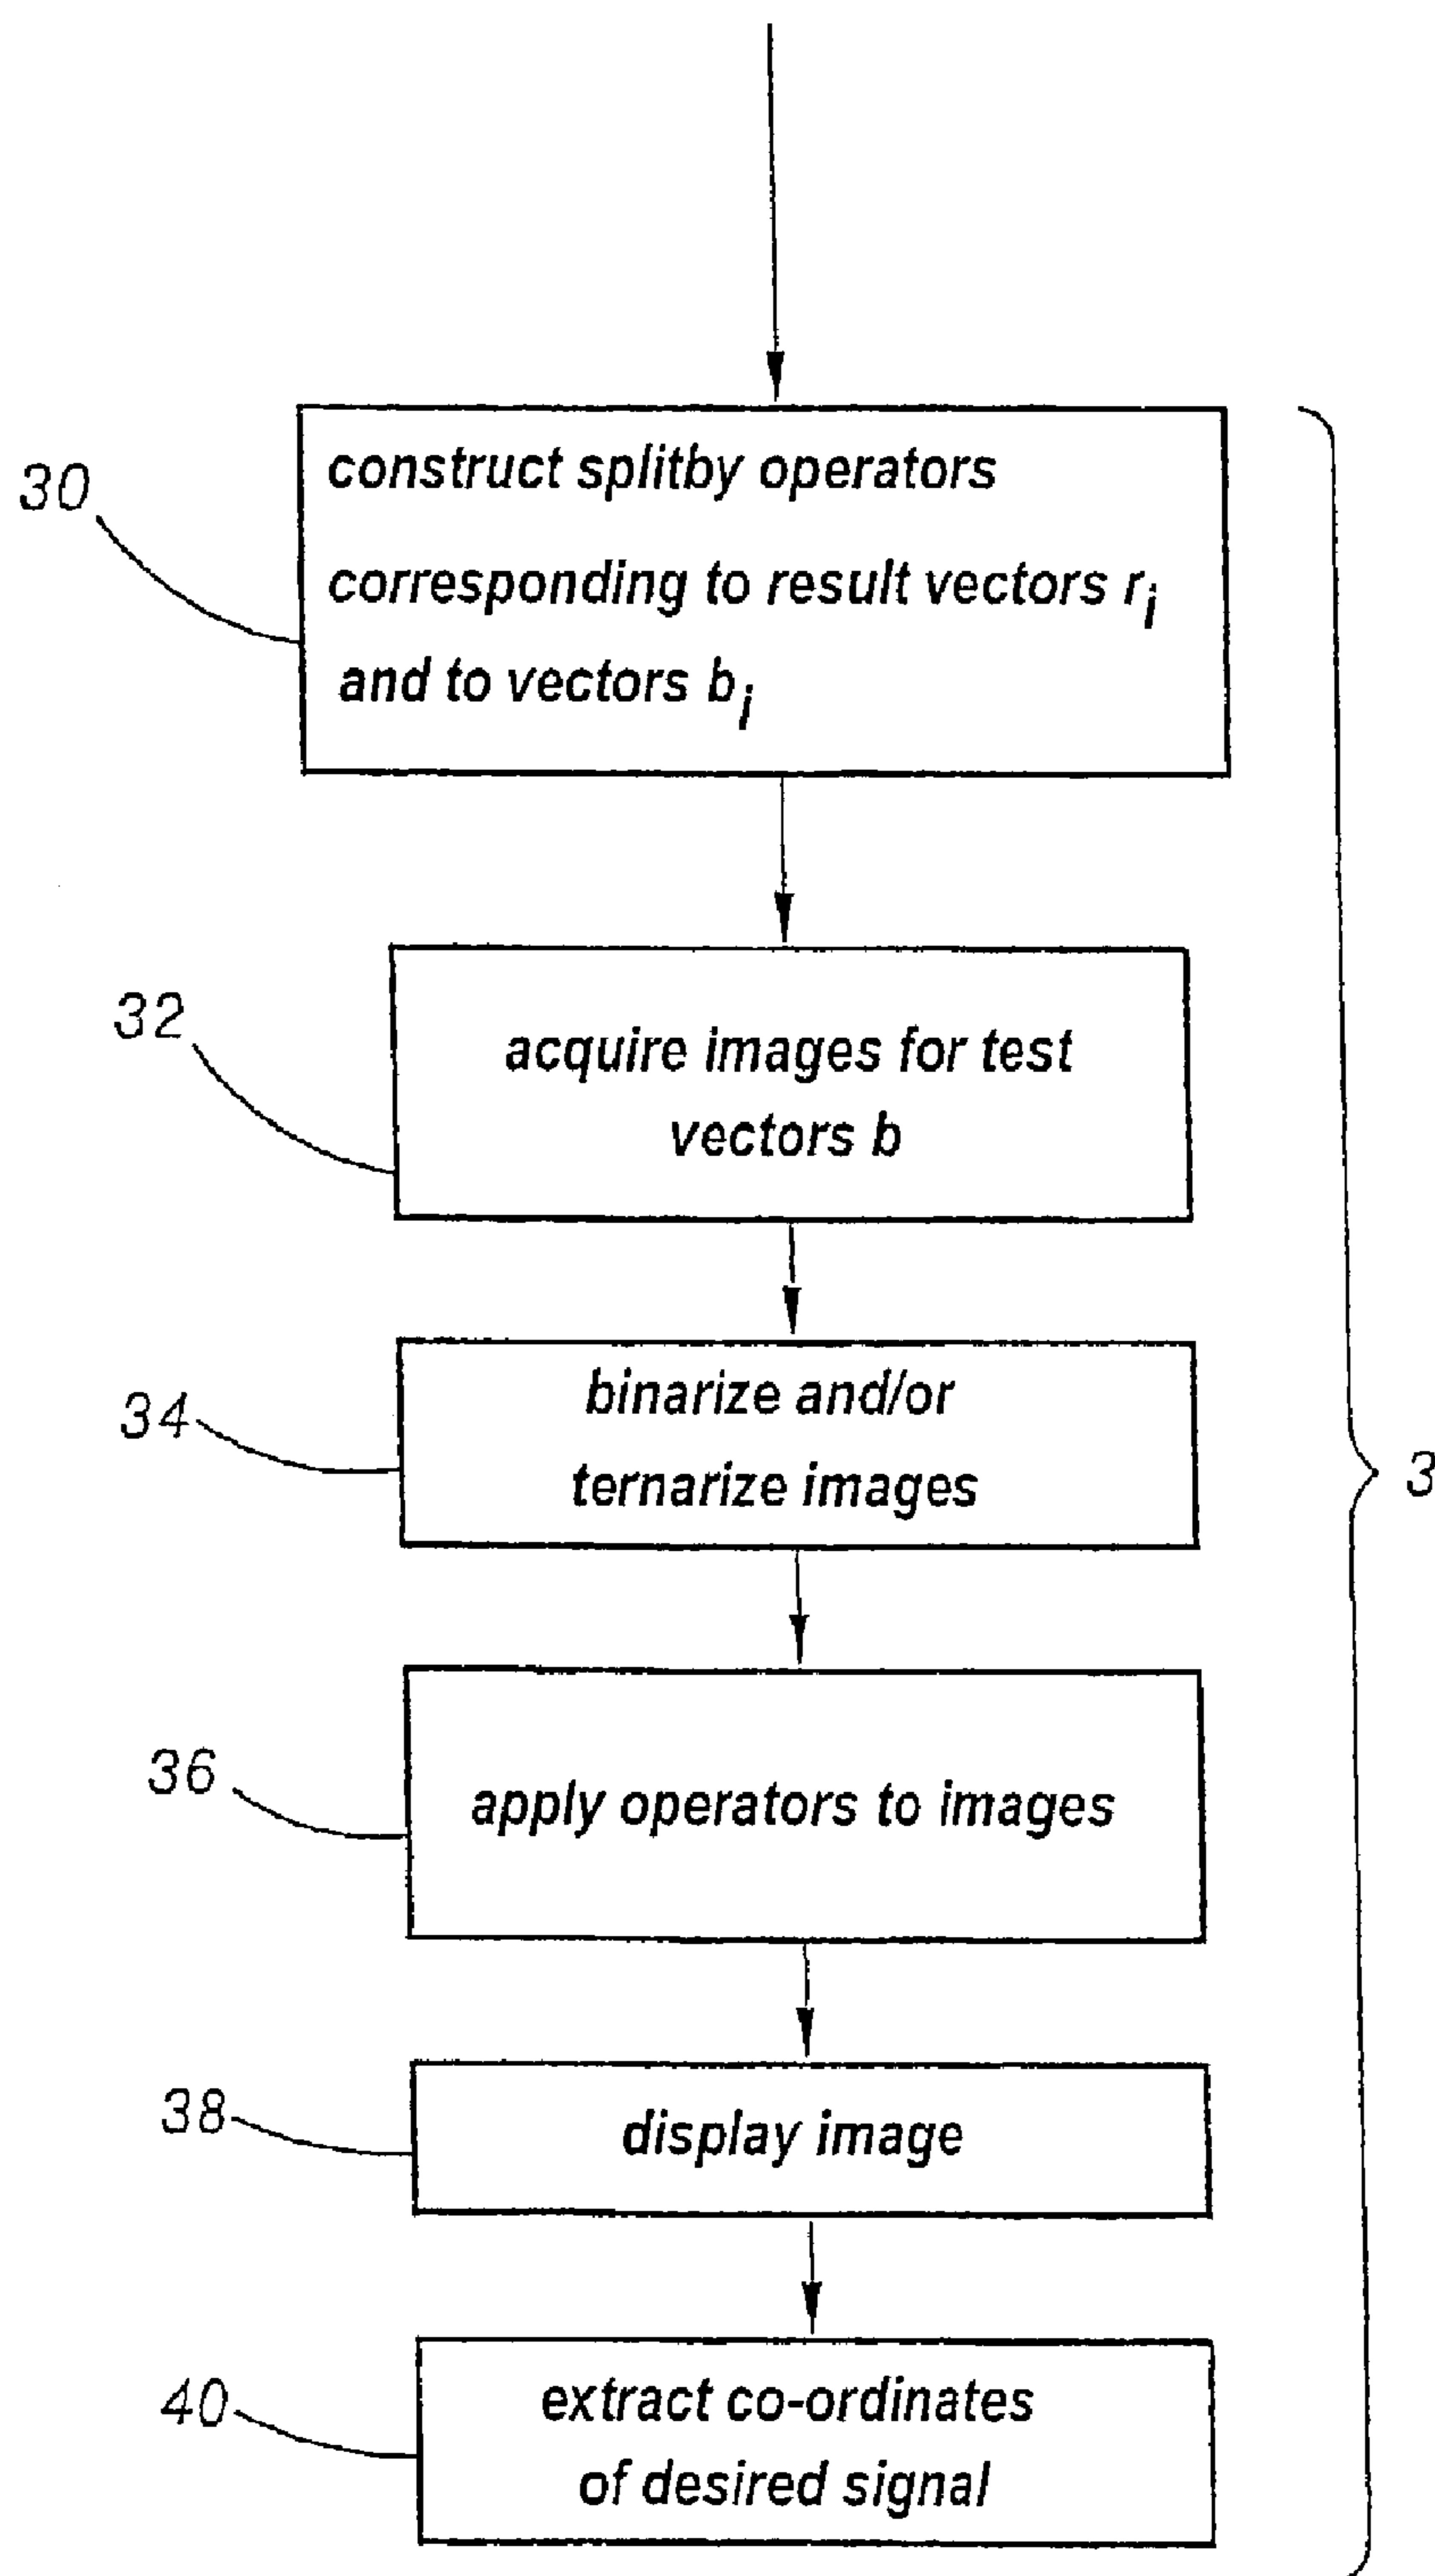 30
construct splitby operators
corresponding to result vectors ri
and to vectors bi
32
acquire images for test
vectors b
34
binarize and/or
ternarize images
3
36
apply operators to images
38
display image
40
extract co-ordinates
of desired signal